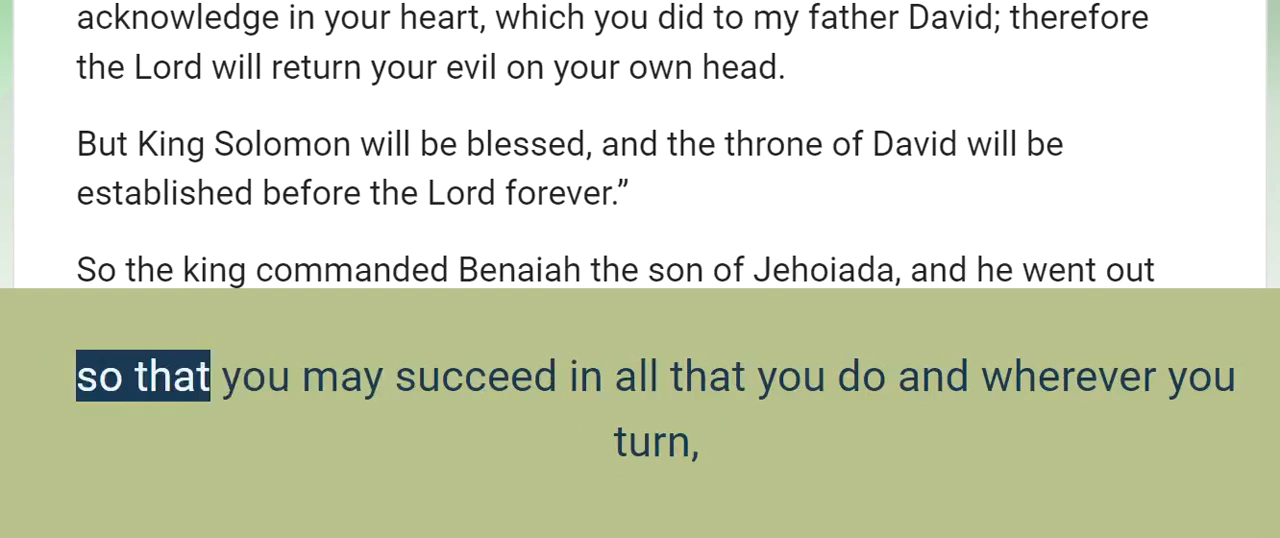 acknowledge in your heart, which you did to my father David; therefore
the Lord will return your evil on your own head.
But King Solomon will be blessed, and the throne of David will be
established before the Lord forever.”
So the king commanded Benaiah the son of Jehoiada, and he went out
so that you may succeed in all that you do and wherever you
turn,